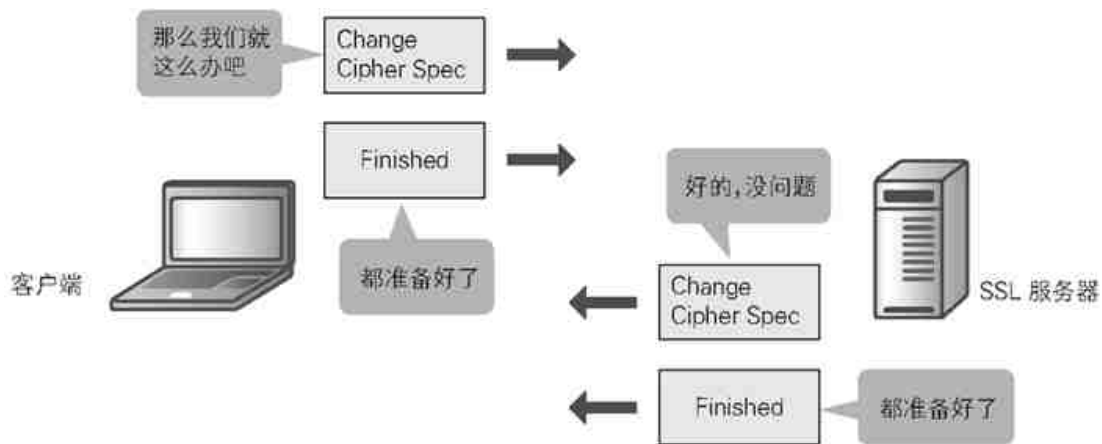 那么我们就
这么办吧
Change
Cipher Spec
Finished
好的,没问题
都准备好了
客户端
Change
Cipher Spec
SSL 服务器
Finished
都准备好了